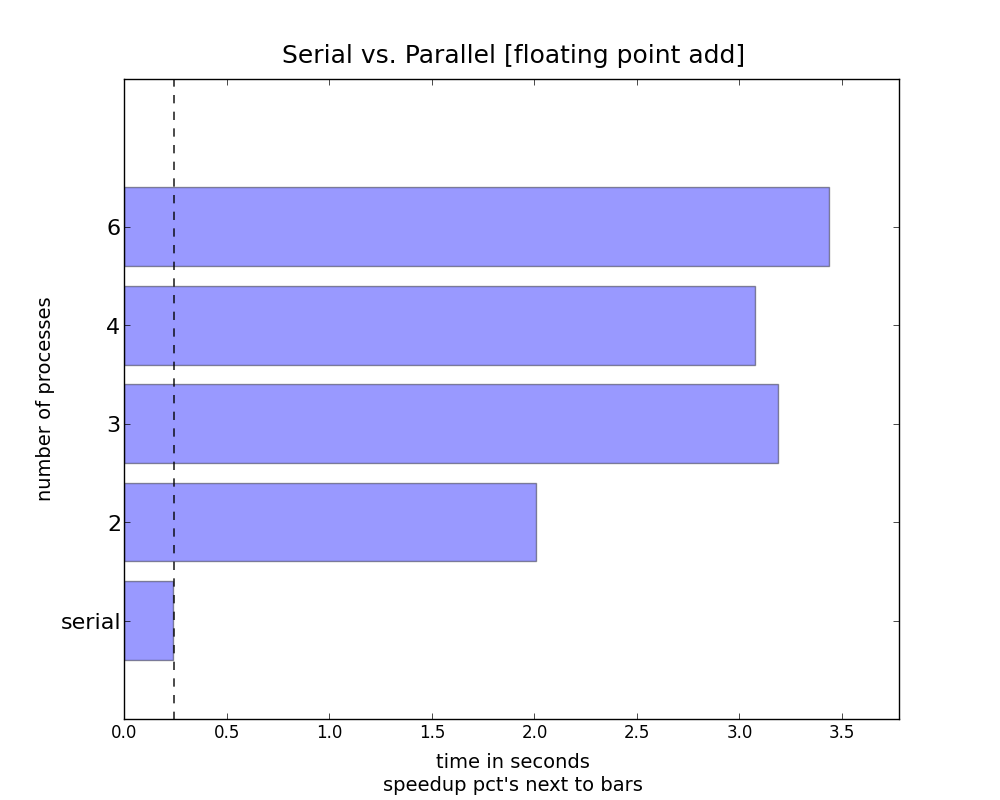 Serial vs. Parallel [floating point add]
number of processes
6
4
3
2
serial
0.0 0.5 1.0 1.5 2.0 2.5 3.0 3.5
time in seconds
speedup pct's next to bars